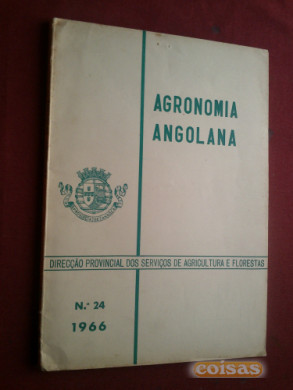 AGRONOMIA
ANGOLANA
DIRECÇÃO PROVINCIAL DOS SERVIÇOS DE AGRICULTURA E FLORESTAS
N.º 24
1966
coisas